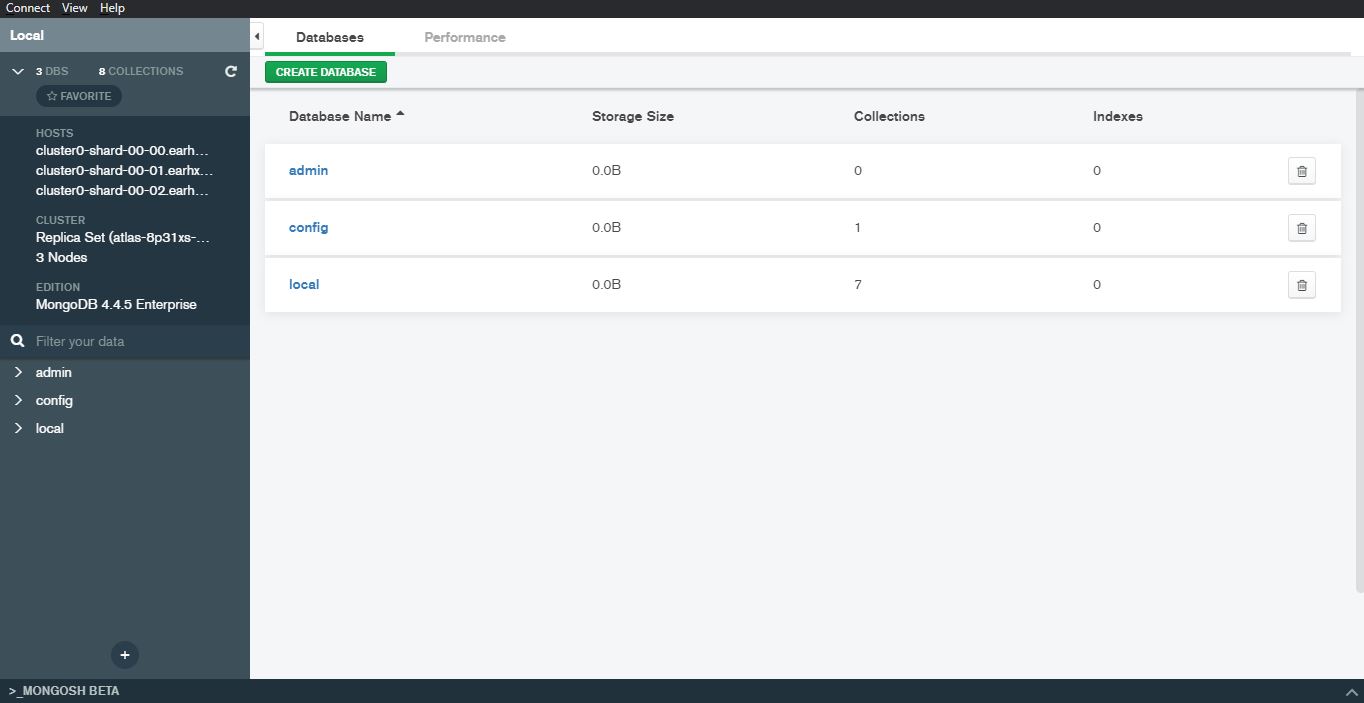 Connect View Help
Local
3 DBS 8 COLLECTIONS
FAVORITE
HOSTS
cluster0-shard-00-00.earh...
cluster0-shard-00-01.earhx...
cluster0-shard-00-02.earh...
CLUSTER
Replica Set (atlas-8p31xs-...
3 Nodes
EDITION
MongoDB 4.4.5 Enterprise
Filter your data
admin
config
local
Databases Performance
CREATE DATABASE
Database Name Storage Size Collections Indexes
admin 0.0B 0 0
config 0.0B 1 0
local 0.0B 7 0
>_MONGOSH BETA